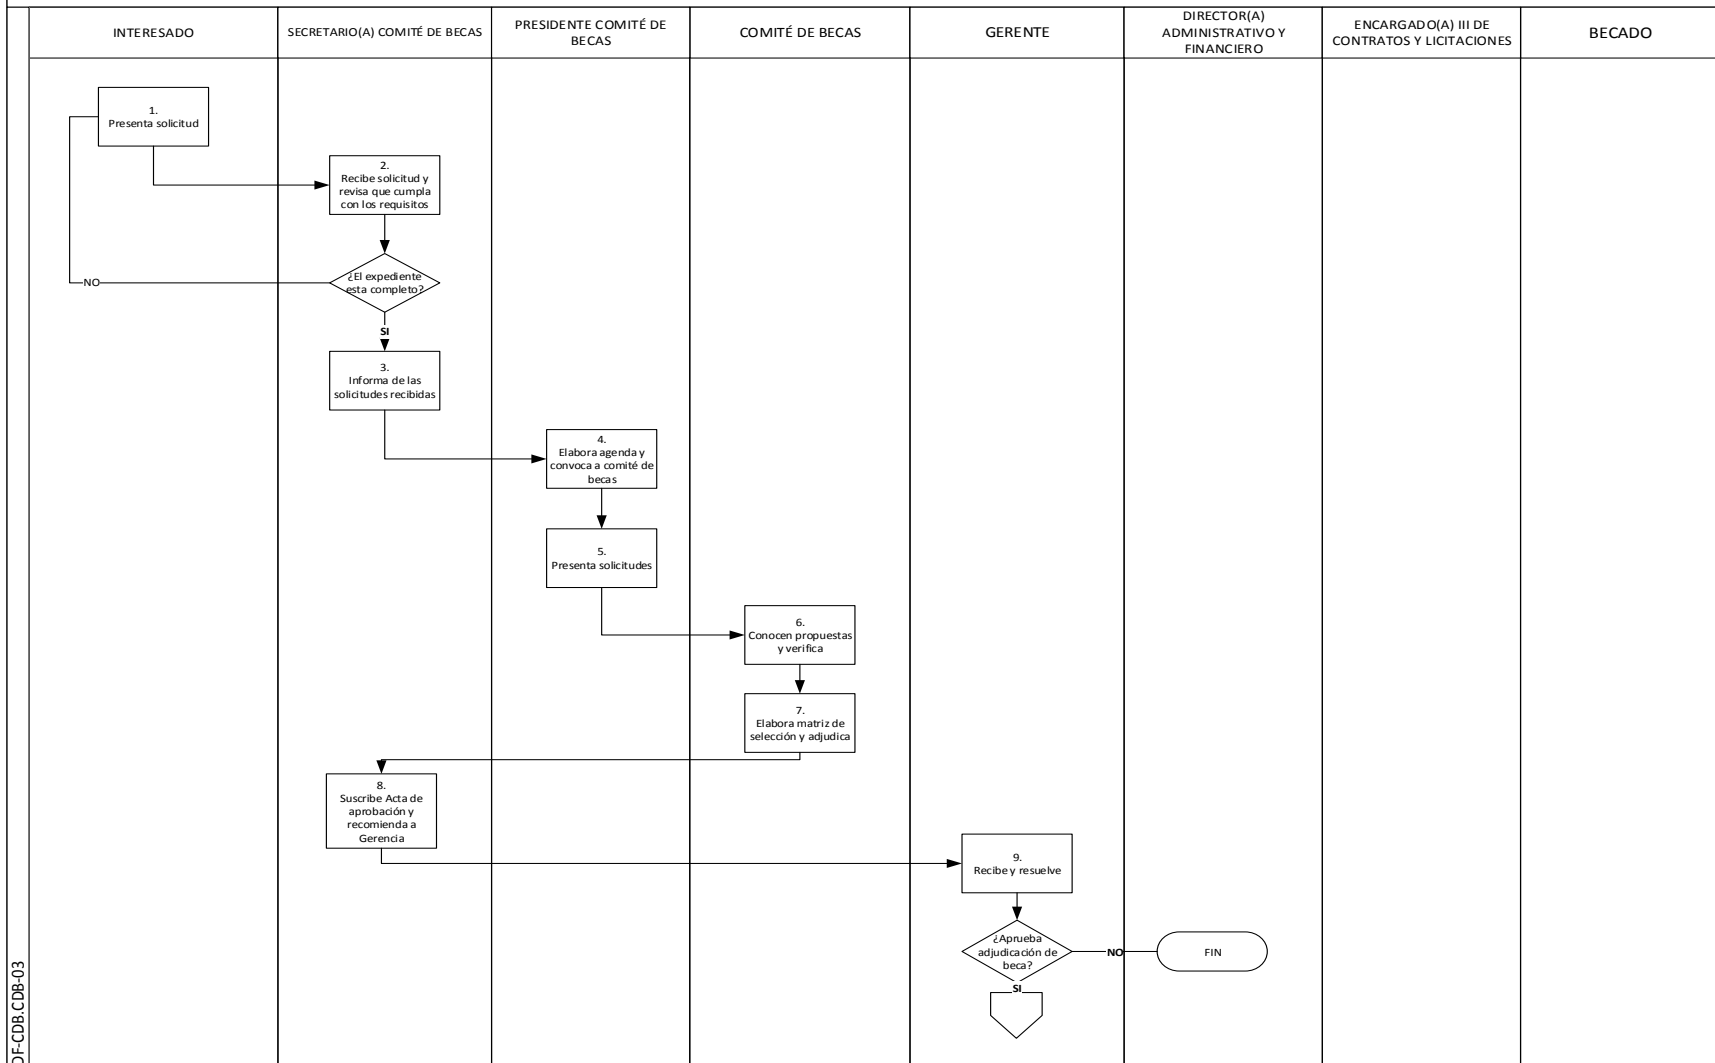 INTERESADO
SECRETARIO(A) COMITÉ DE BECAS
PRESIDENTE COMITÉ DE
BECAS
COMITÉ DE BECAS
GERENTE
DIRECTOR(A)
ADMINISTRATIVO Y
FINANCIERO
ENCARGADO(A) III DE
CONTRATOS Y LICITACIONES
BECADO
1.
Presenta solicitud
2.
Recibe solicitud y
revisa que cumpla
con los requisitos
¿El expediente
esta completo?
NO
SI
3.
Informa de las
solicitudes recibidas
4.
Elabora agenda y
convoca a comité de
becas
5.
Presenta solicitudes
6.
Conocen propuestas
y verifica
7.
Elabora matriz de
selección y adjudica
8.
Suscribe Acta de
aprobación y
recomienda a
Gerencia
9.
Recibe y resuelve
¿Aprueba
adjudicación de
beca?
NO
FIN
SI
DF-CDB.CDB-03